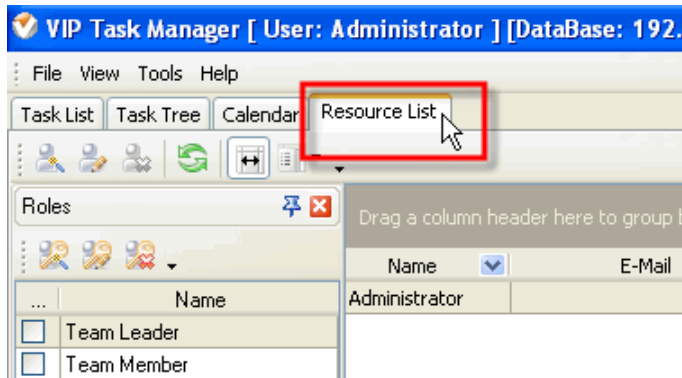 VIP Task Manager [ User: Administrator ] [DataBase: 192.
File View Tools Help
Task List Task Tree Calendar Resource List
Roles
Drag a column header here to group
Name E-Mail
... Name
Administrator
Team Leader
Team Member